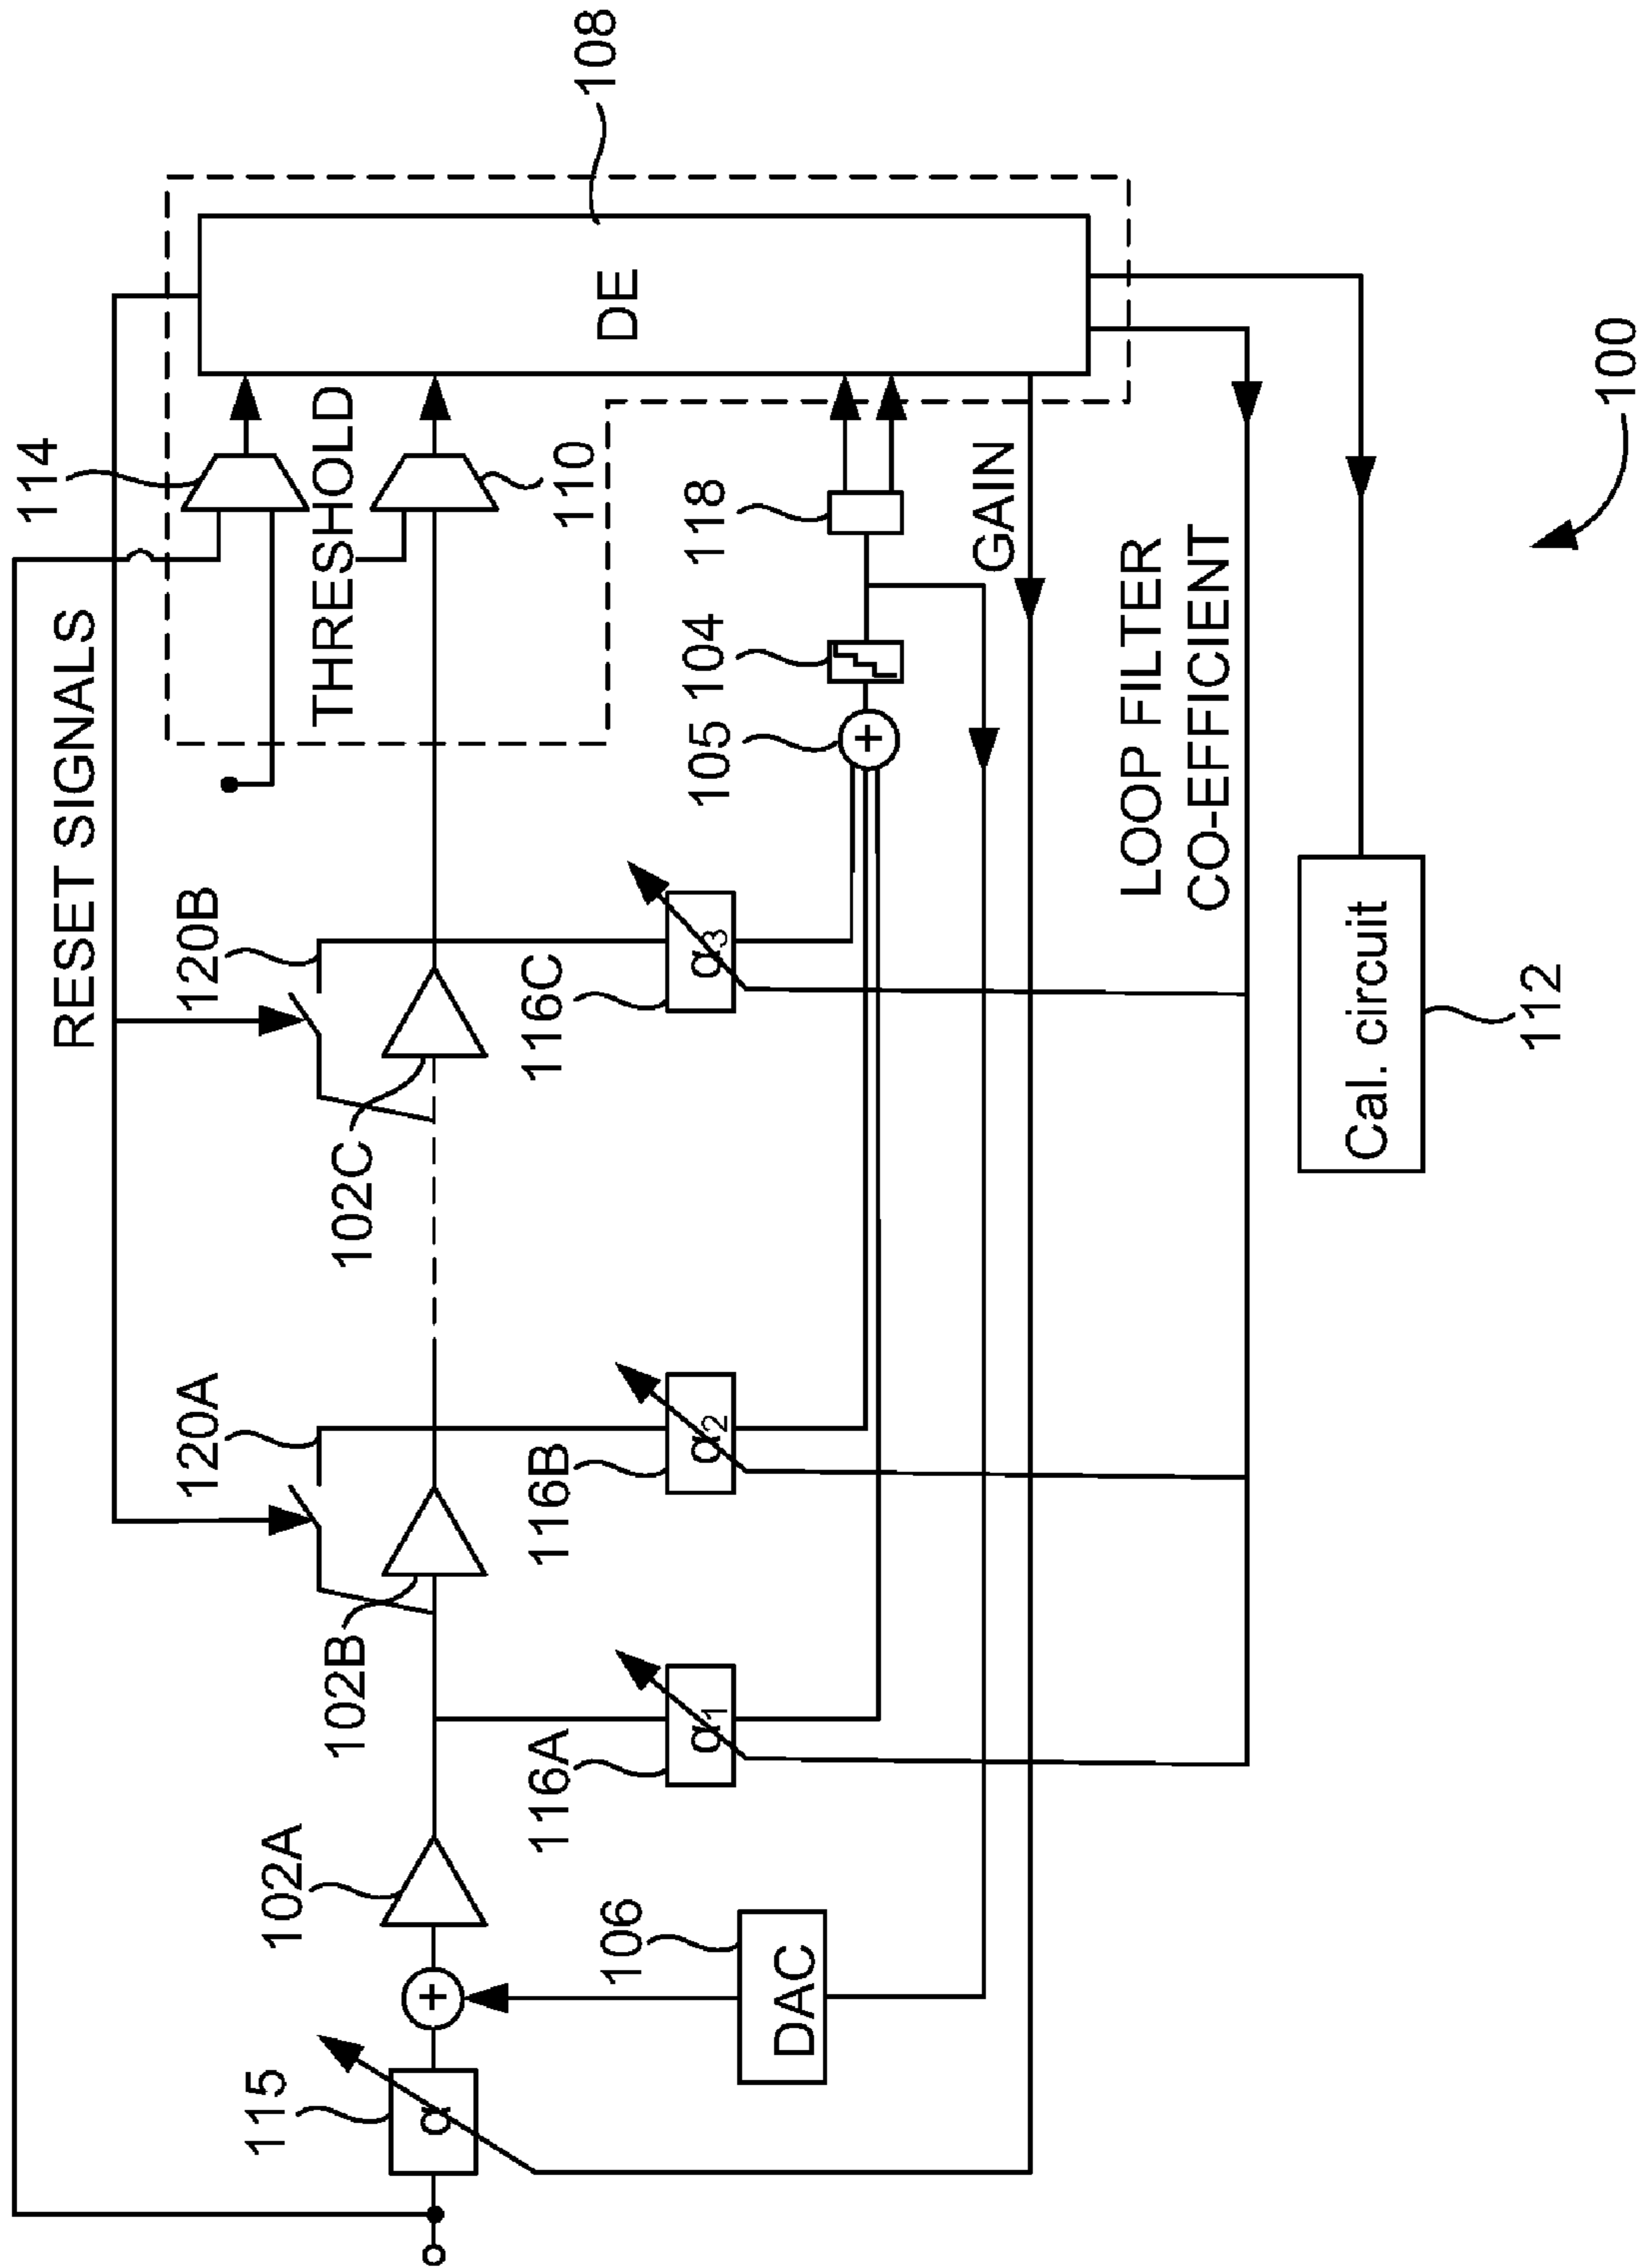 114
108
RESET SIGNALS
THRESHOLD
DE
120A
120B
110
102A
102B
102C
115
α
116A
α1
116B
α2
116C
α3
105
104
118
GAIN
106
DAC
LOOP FILTER
CO-EFFICIENT
Cal. circuit
112
100